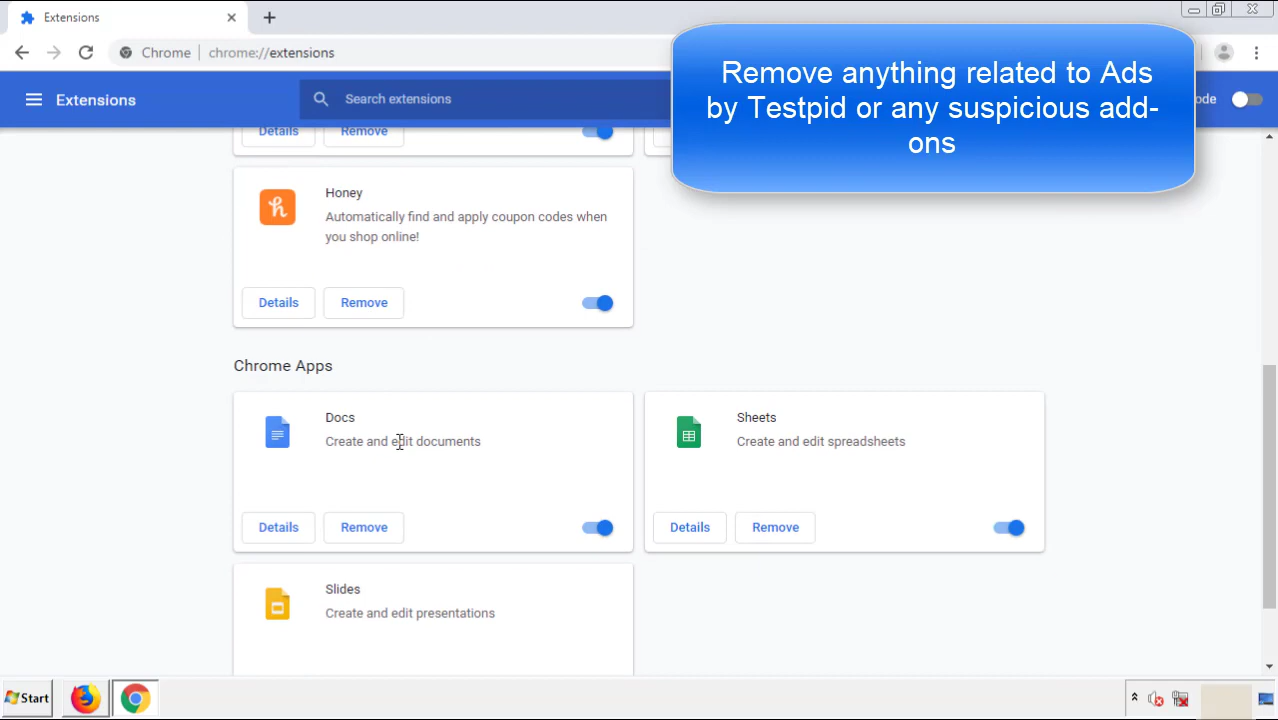 Extensions
Chrome
chrome://extensions
Remove anything related to Ads
by Testpid or any suspicious add-
ons
Extensions
Search extensions
ode
Details
Remove
Honey
Automatically find and apply coupon codes when
you shop online!
Details
Remove
Chrome Apps
Docs
Create and edit documents
Details
Remove
Sheets
Create and edit spreadsheets
Details
Remove
Slides
Create and edit presentations
Start